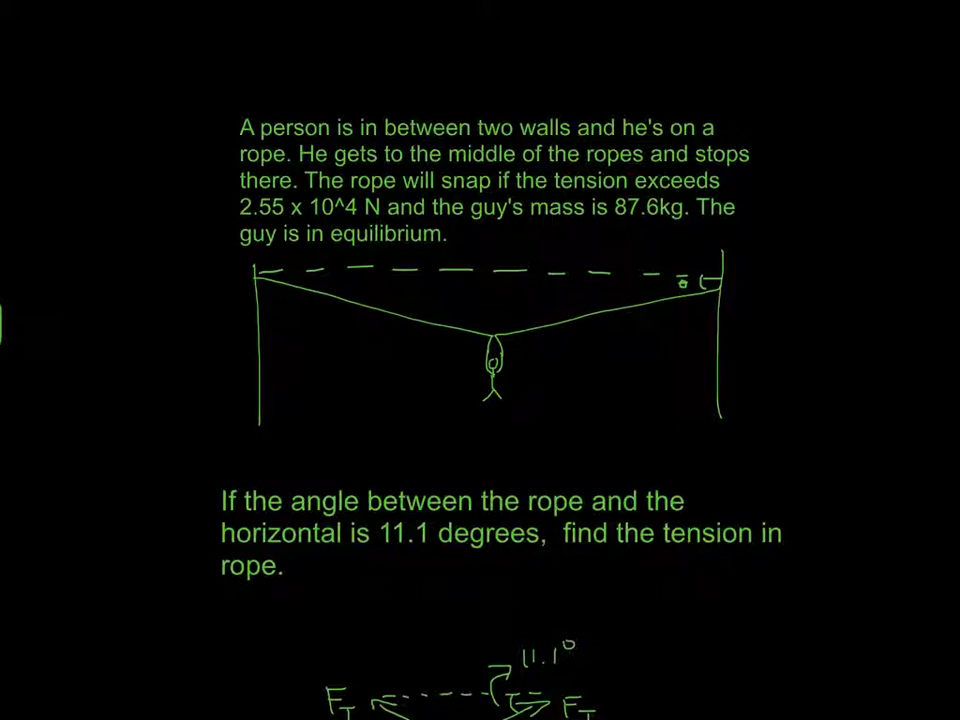 A person is in between two walls and he's on a
rope. He gets to the middle of the ropes and stops
there. The rope will snap if the tension exceeds
2.55 x 10^4 N and the guy's mass is 87.6kg. The
guy is in equilibrium.
If the angle between the rope and the
horizontal is 11.1 degrees,  find the tension in
rope.
11.1°
F_T F_T